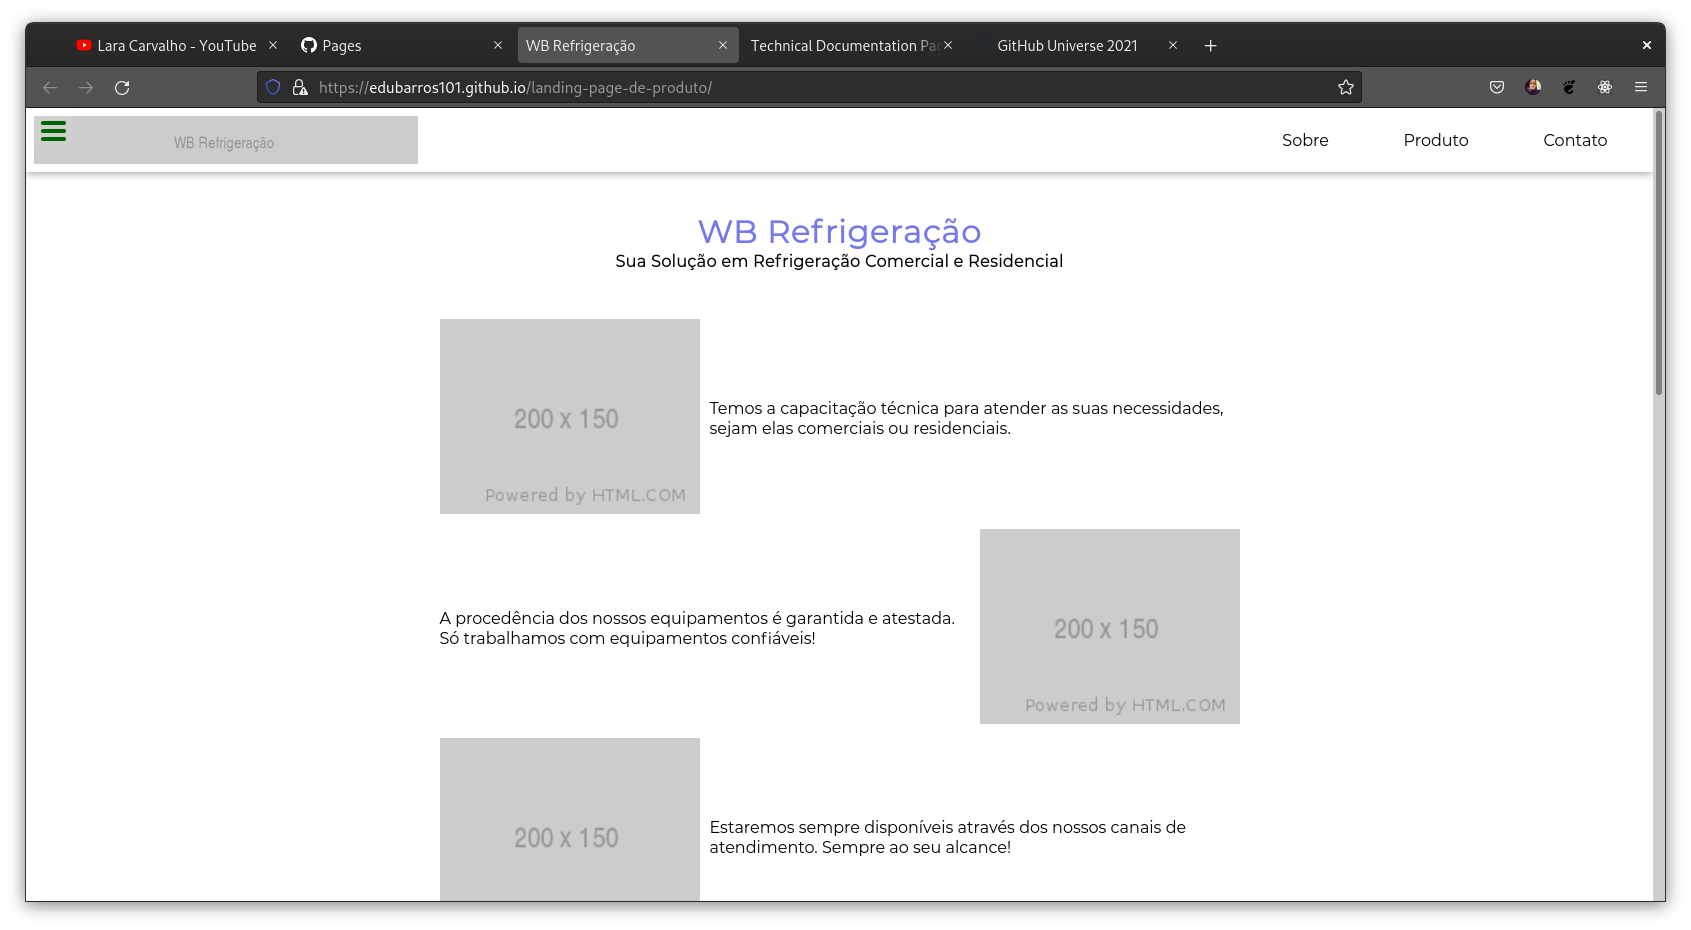 Lara Carvalho - YouTube
Pages
WB Refrigeração
Technical Documentation Pa
GitHub Universe 2021
https://edubarros101.github.io/landing-page-de-produto/
WB Refrigeração
Sobre
Produto
Contato
WB Refrigeração
Sua Solução em Refrigeração Comercial e Residencial
200 x 150
Powered by HTML.COM
Temos a capacitação técnica para atender as suas necessidades,
sejam elas comerciais ou residenciais.
A procedência dos nossos equipamentos é garantida e atestada.
Só trabalhamos com equipamentos confiáveis!
200 x 150
Powered by HTML.COM
200 x 150
Estaremos sempre disponíveis através dos nossos canais de
atendimento. Sempre ao seu alcance!